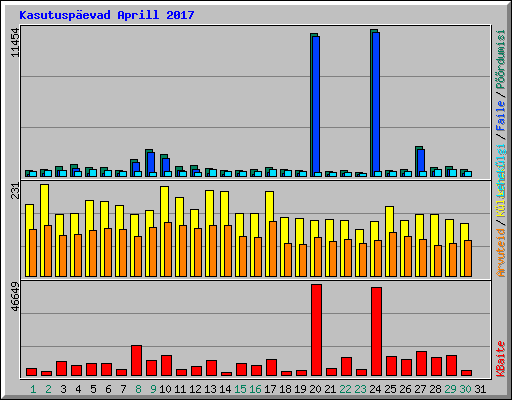 Kasutuspäevad Aprill 2017
11454
Pöördumisi / Faile / Lehekülgi
231
Külastusi / Arvuteid
46649
KBaite
1 2 3 4 5 6 7 8 9 10 11 12 13 14 15 16 17 18 19 20 21 22 23 24 25 26 27 28 29 30 31